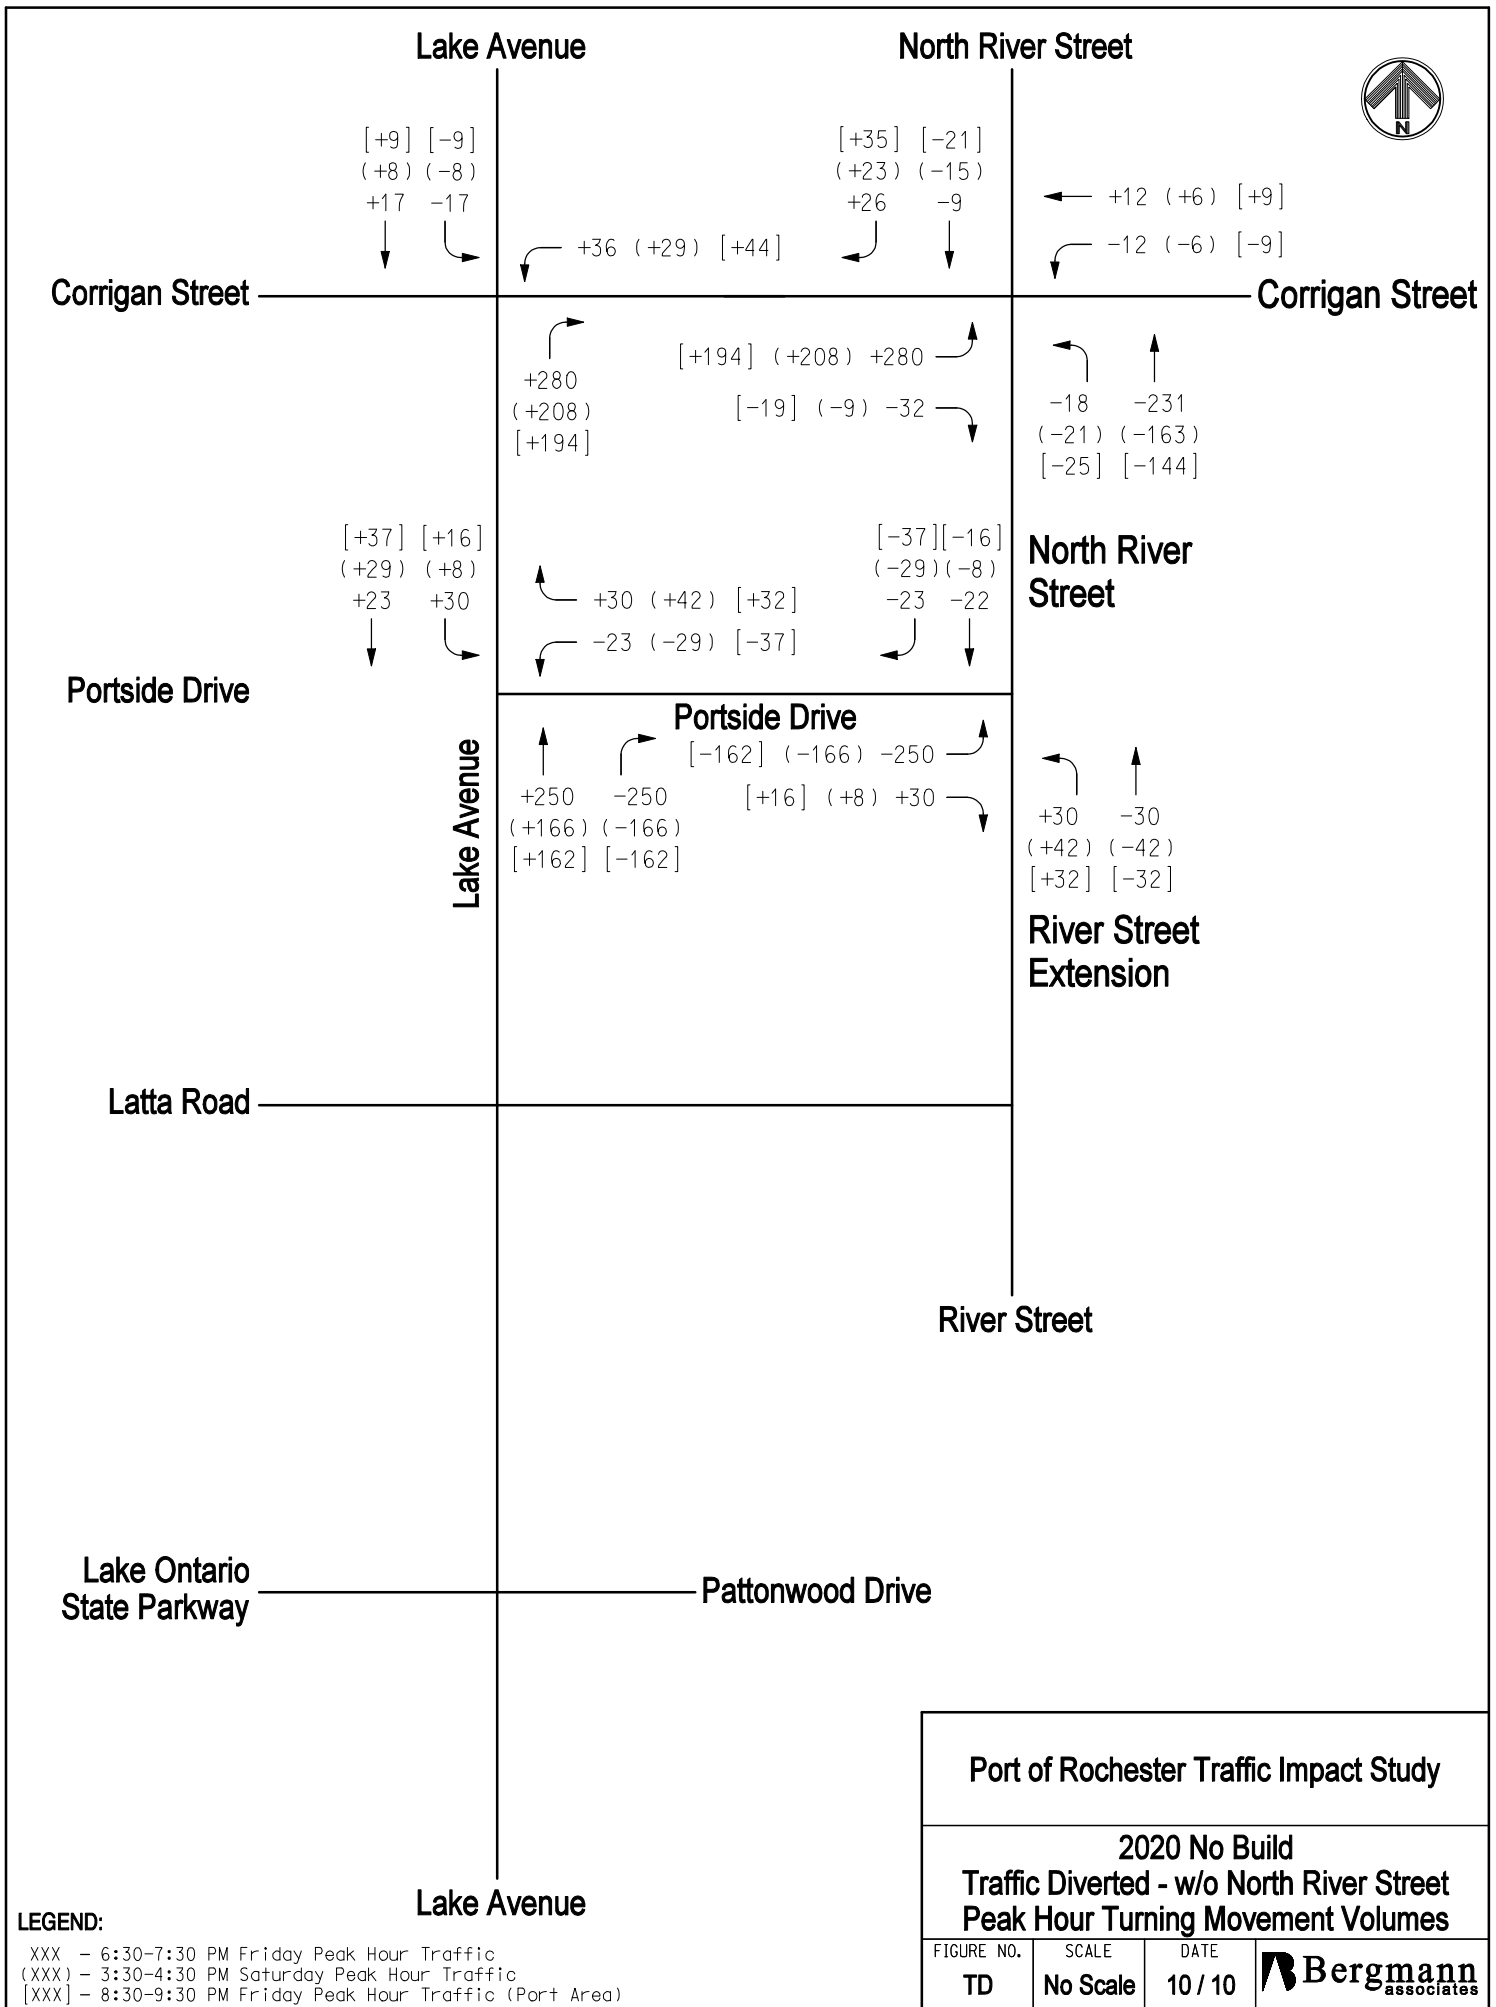 Lake Avenue
North River Street
N
[+9] [-9]
(+8) (-8)
+17 -17
[+35] [-21]
(+23) (-15)
+26 -9
+12 (+6) [+9]
-12 (-6) [-9]
+36 (+29) [+44]
Corrigan Street
Corrigan Street
+280
(+208)
[+194]
[+194] (+208) +280
[-19] (-9) -32
-18 -231
(-21) (-163)
[-25] [-144]
[+37] [+16]
(+29) (+8)
+23 +30
+30 (+42) [+32]
-23 (-29) [-37]
[-37] [-16]
(-29) (-8)
-23 -22
North River
Street
Portside Drive
Portside Drive
Lake Avenue
+250 -250
(+166) (-166)
[+162] [-162]
[-162] (-166) -250
[+16] (+8) +30
+30 -30
(+42) (-42)
[+32] [-32]
River Street
Extension
Latta Road
River Street
Lake Ontario
State Parkway
Pattonwood Drive
Lake Avenue
LEGEND:
XXX - 6:30-7:30 PM Friday Peak Hour Traffic
(XXX) - 3:30-4:30 PM Saturday Peak Hour Traffic
[XXX] - 8:30-9:30 PM Friday Peak Hour Traffic (Port Area)
Port of Rochester Traffic Impact Study
2020 No Build
Traffic Diverted - w/o North River Street
Peak Hour Turning Movement Volumes
FIGURE NO. SCALE DATE
TD No Scale 10 / 10
Bergmann
associates